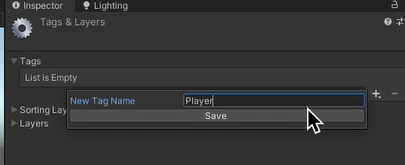 Inspector
Lighting
Tags & Layers
Tags
List is Empty
New Tag Name
Player
Sorting Lay
Save
Layers